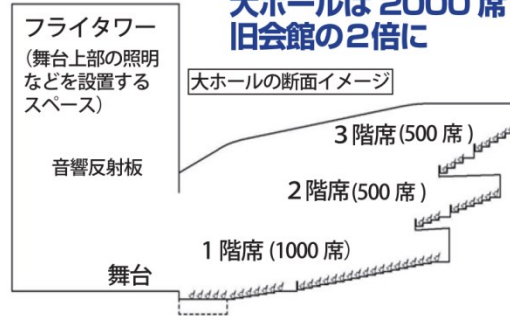 大ホールは2000席
旧会館の2倍に
フライタワー
(舞台上部の照明
などを設置する
スペース)
大ホールの断面イメージ
音響反射板
3階席(500席)
2階席(500席)
1階席(1000席)
舞台